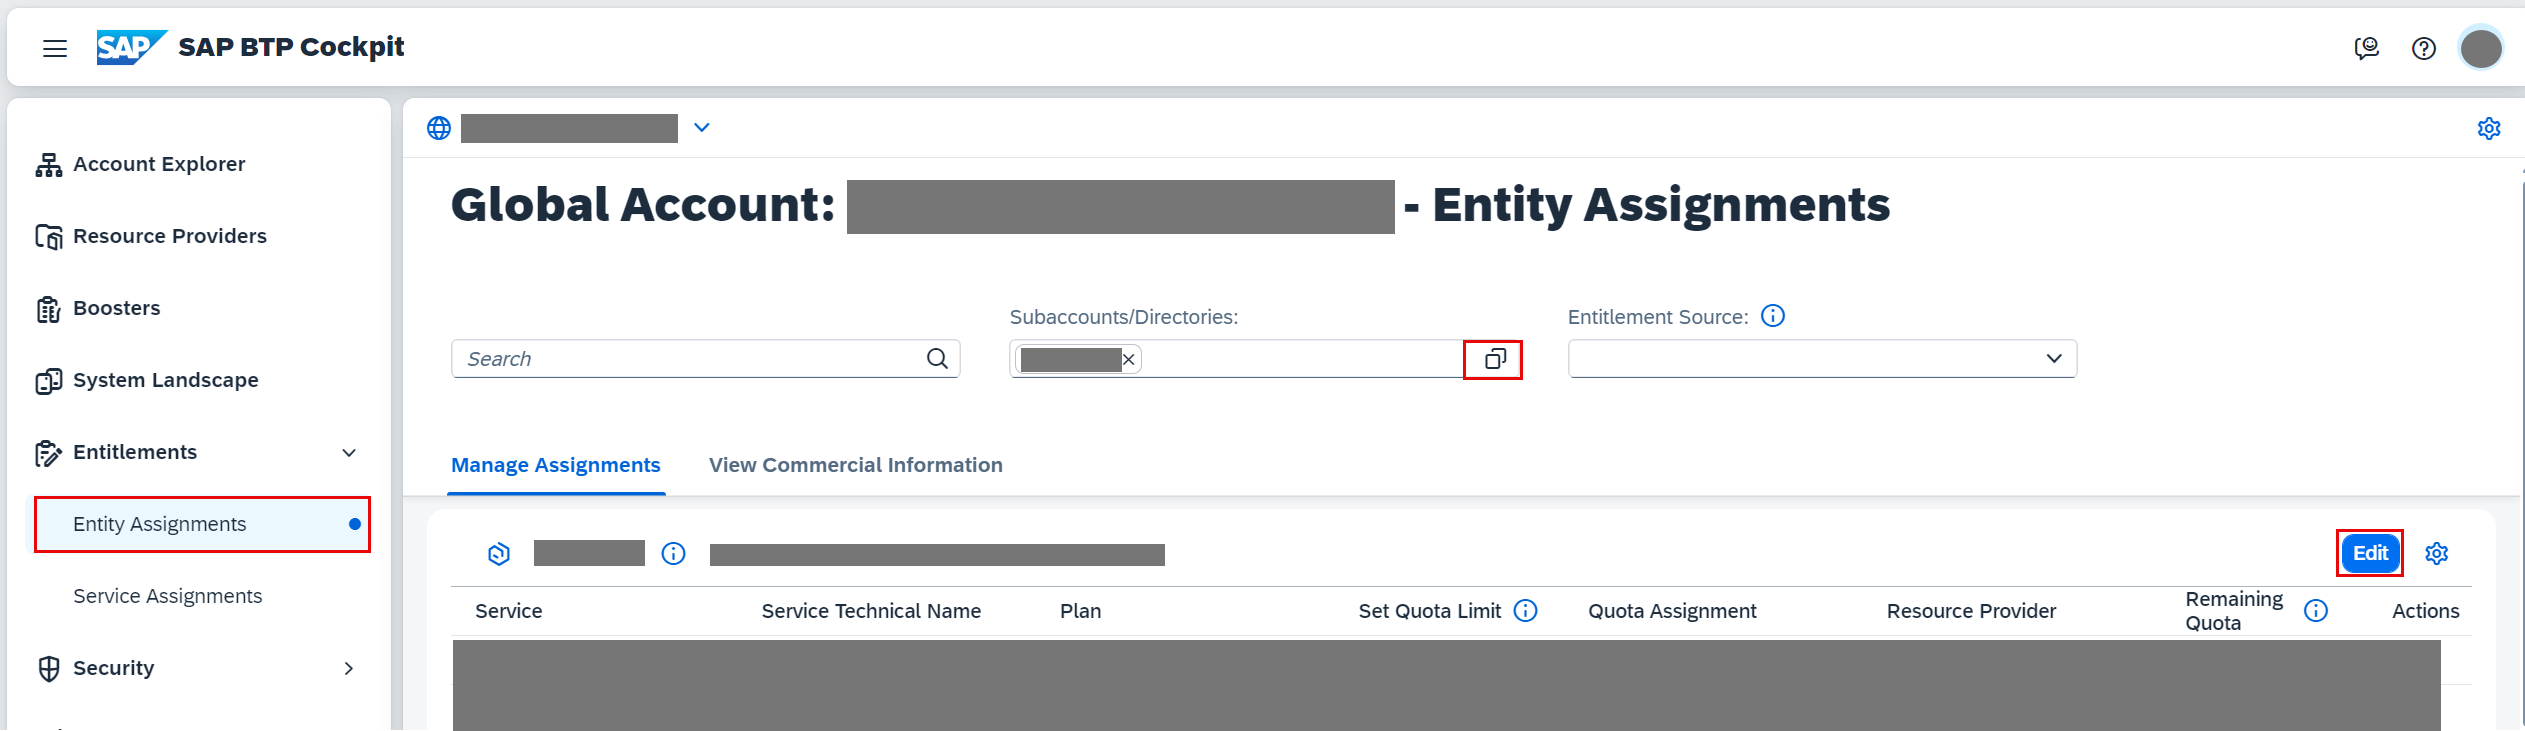 SAP SAP BTP Cockpit
Account Explorer
Resource Providers
Boosters
System Landscape
Entitlements
Entity Assignments
Service Assignments
Security
Global Account: - Entity Assignments
Search
Subaccounts/Directories:
Entitlement Source:
Manage Assignments View Commercial Information
Edit
Service Service Technical Name Plan Set Quota Limit Quota Assignment Resource Provider Remaining Quota Actions